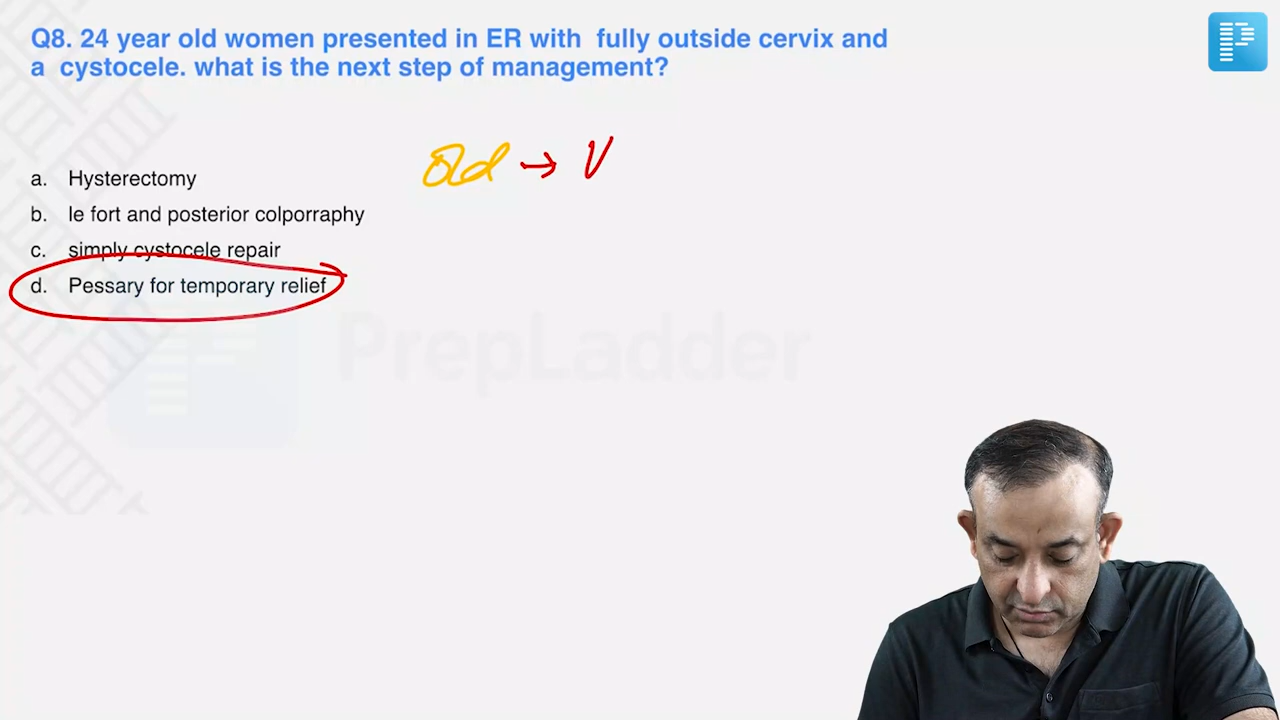 Q8. 24 year old women presented in ER with fully outside cervix and
a cystocele. what is the next step of management?
Old → V
a. Hysterectomy
b. le fort and posterior colporraphy
c. simply cystocele repair
d. Pessary for temporary relief
PrepLadder